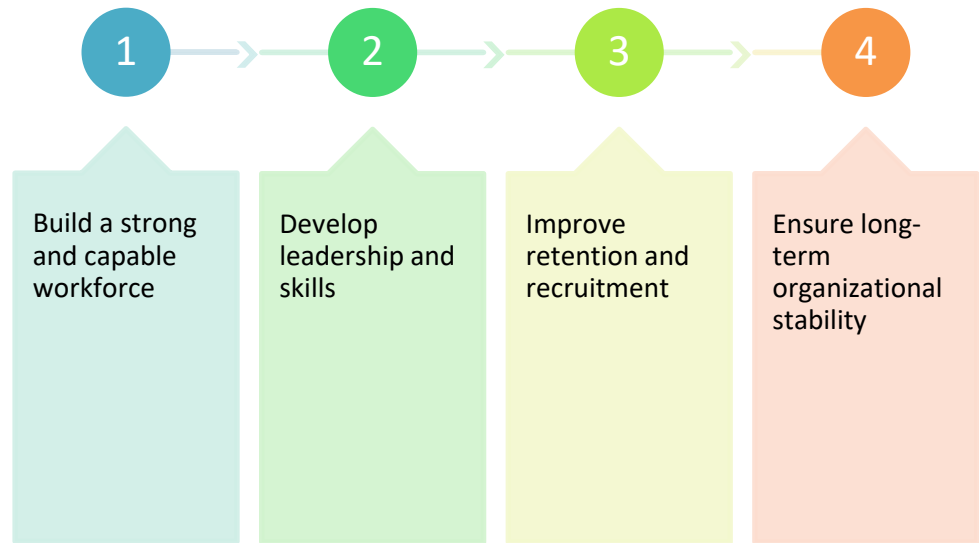 1
2
3
4
Build a strong
and capable
workforce
Develop
leadership and
skills
Improve
retention and
recruitment
Ensure long-
term
organizational
stability